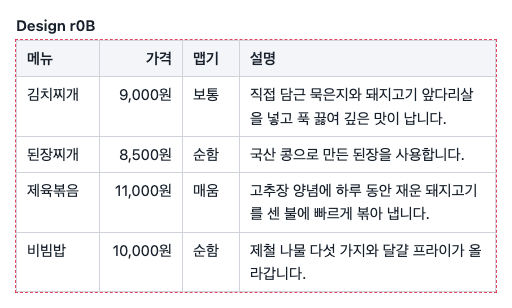 Design r0B
메뉴 가격 맵기 설명
김치찌개 9,000원 보통 직접 담근 묵은지와 돼지고기 앞다리살
을 넣고 푹 끓여 깊은 맛이 납니다.
된장찌개 8,500원 순함 국산 콩으로 만든 된장을 사용합니다.
제육볶음 11,000원 매움 고추장 양념에 하루 동안 재운 돼지고기
를 센 불에 빠르게 볶아 냅니다.
비빔밥 10,000원 순함 제철 나물 다섯 가지와 달걀 프라이가 올
라갑니다.